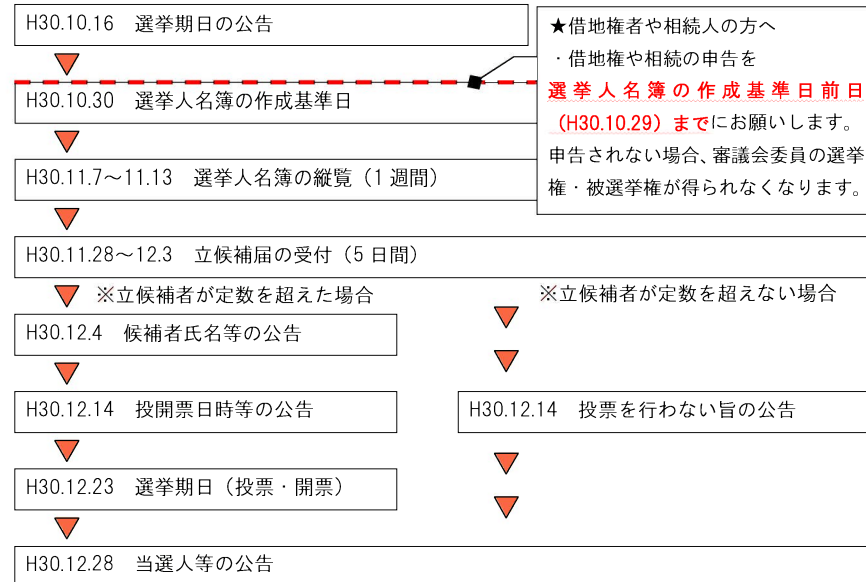 H30.10.16 選挙期日の公告
★借地権者や相続人の方へ
・借地権や相続の申告を
選挙人名簿の作成基準日前日
（H30.10.29）までにお願いします。
申告されない場合、審議会委員の選挙
権・被選挙権が得られなくなります。
H30.10.30 選挙人名簿の作成基準日
H30.11.7～11.13 選挙人名簿の縦覧（1週間）
H30.11.28～12.3 立候補届の受付（5日間）
※立候補者が定数を超えた場合
※立候補者が定数を超えない場合
H30.12.4 候補者氏名等の公告
H30.12.14 投開票日時等の公告
H30.12.14 投票を行わない旨の公告
H30.12.23 選挙期日（投票・開票）
H30.12.28 当選人等の公告